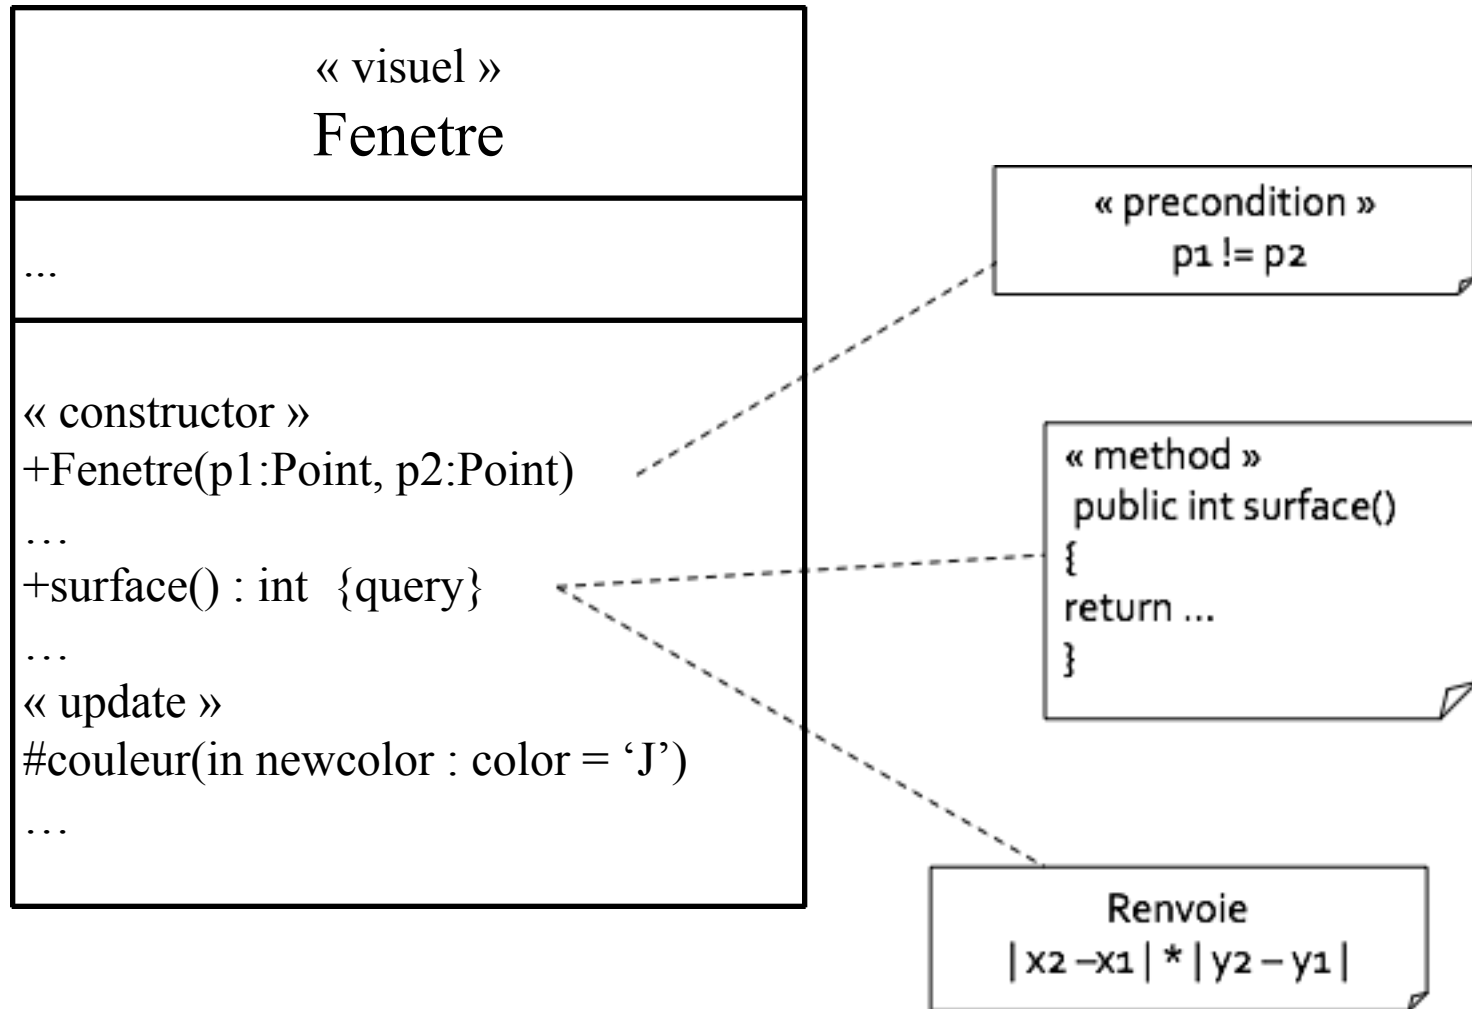 « visuel »
Fenetre
...
« constructor »
+Fenetre(p1:Point, p2:Point)
…
+surface() : int  {query}
…
« update »
#couleur(in newcolor : color = ‘J’)
…
« precondition »
p1 != p2
« method »
public int surface()
{
return ...
}
Renvoie
| x2 –x1 | * | y2 – y1 |